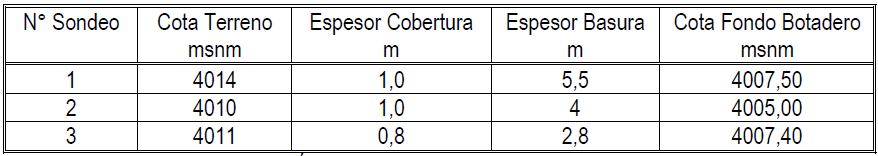 N° Sondeo Cota Terreno Espesor Cobertura Espesor Basura Cota Fondo Botadero
msnm m m msnm
1 4014 1,0 5,5 4007,50
2 4010 1,0 4 4005,00
3 4011 0,8 2,8 4007,40